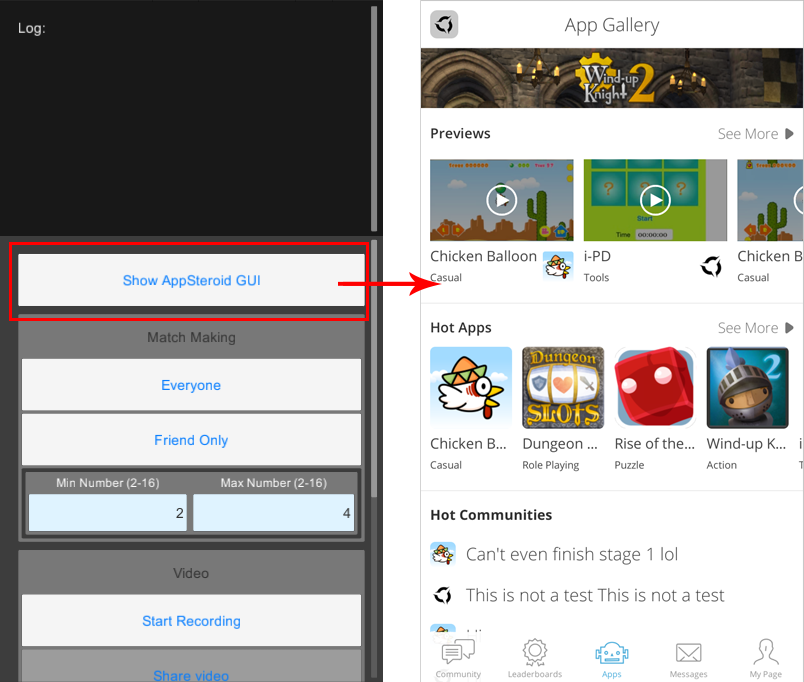 Log:
Show AppSteroid GUI
Match Making
Everyone
Friend Only
Min Number (2-16)
Max Number (2-16)
2
4
Video
Start Recording
Share video
App Gallery
Wind-up
Knight 2
Previews
See More
Start
Time 00:00:00
Chicken Balloon
Casual
i-PD
Tools
Chicken B
Casual
Hot Apps
See More
Dungeon
SLOTS
2
Chicken B...
Casual
Dungeon ...
Role Playing
Rise of the...
Puzzle
Wind-up K...
Action
Hot Communities
Can't even finish stage 1 lol
This is not a test This is not a test
Community
Leaderboards
Apps
Messages
My Page